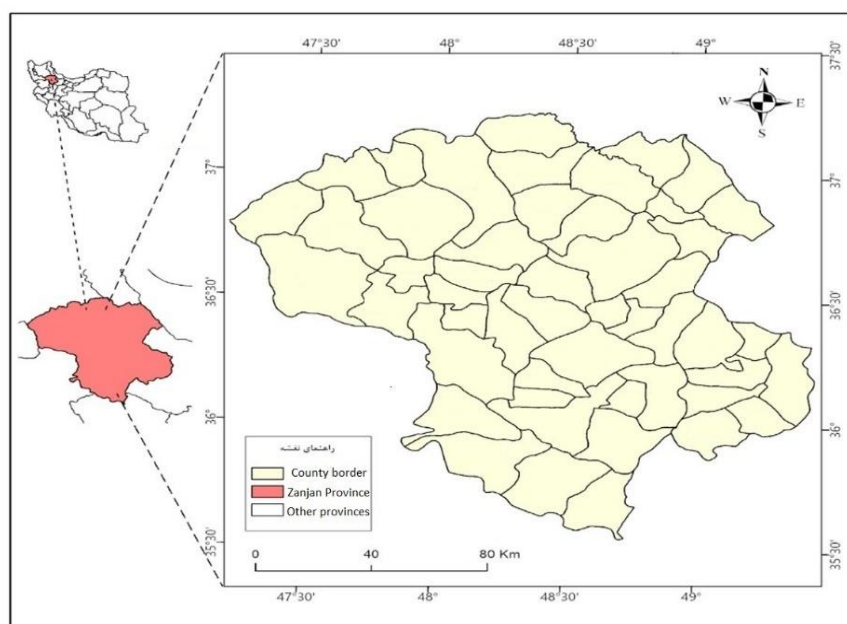 47°30'
48°
48°30'
49°
37°30'
37°30'
N
W
E
S
37°
37°
36°30'
36°30'
36°
36°
35°30'
35°30'
راهنمای نقشه
County border
Zanjan Province
Other provinces
0
40
80 Km
47°30'
48°
48°30'
49°